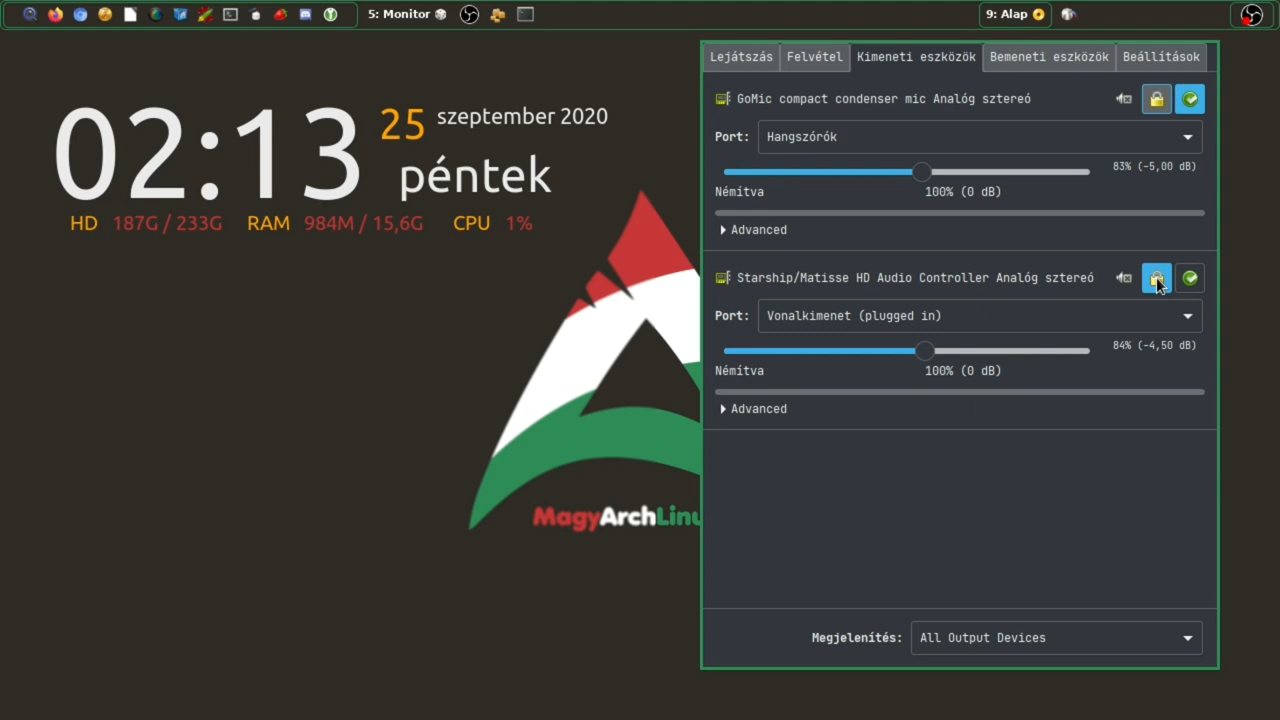 5: Monitor
9: Alap
02:13
25 szeptember 2020
péntek
HD 187G / 233G RAM 984M / 15,6G CPU 1%
MagyArchLinu
Lejátszás Felvétel Kimeneti eszközök Bemeneti eszközök Beállítások
GoMic compact condenser mic Analóg sztereó
Port: Hangszórók
83% (-5,00 dB)
Némítva 100% (0 dB)
Advanced
Starship/Matisse HD Audio Controller Analóg sztereó
Port: Vonalkimenet (plugged in)
84% (-4,50 dB)
Némítva 100% (0 dB)
Advanced
Megjelenítés: All Output Devices